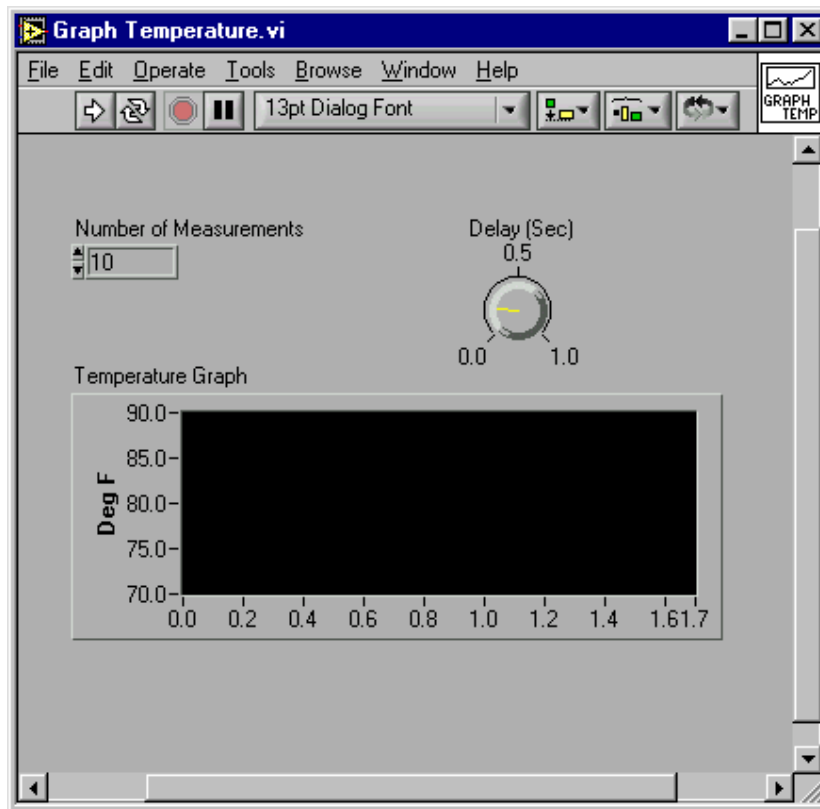 Graph Temperature.vi
File Edit Operate Tools Browse Window Help
13pt Dialog Font
GRAPH
TEMP
Number of Measurements
10
Delay (Sec)
0.5
0.0 1.0
Temperature Graph
Deg F
90.0
85.0
80.0
75.0
70.0
0.0 0.2 0.4 0.6 0.8 1.0 1.2 1.4 1.6 1.7